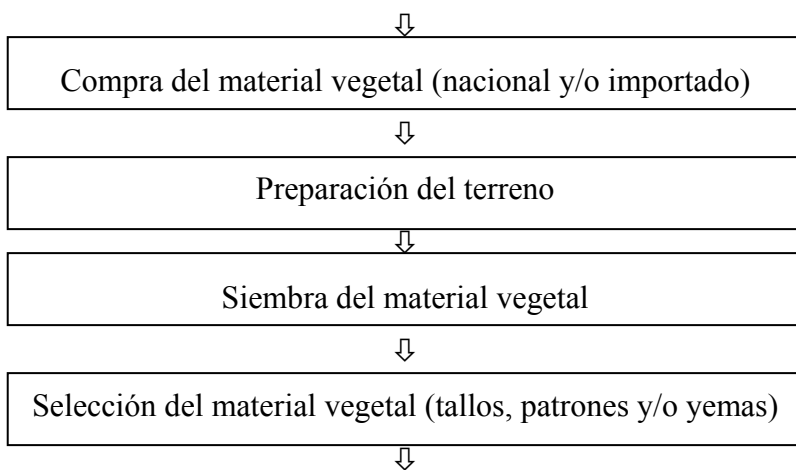 Compra del material vegetal (nacional y/o importado)
Preparación del terreno
Siembra del material vegetal
Selección del material vegetal (tallos, patrones y/o yemas)